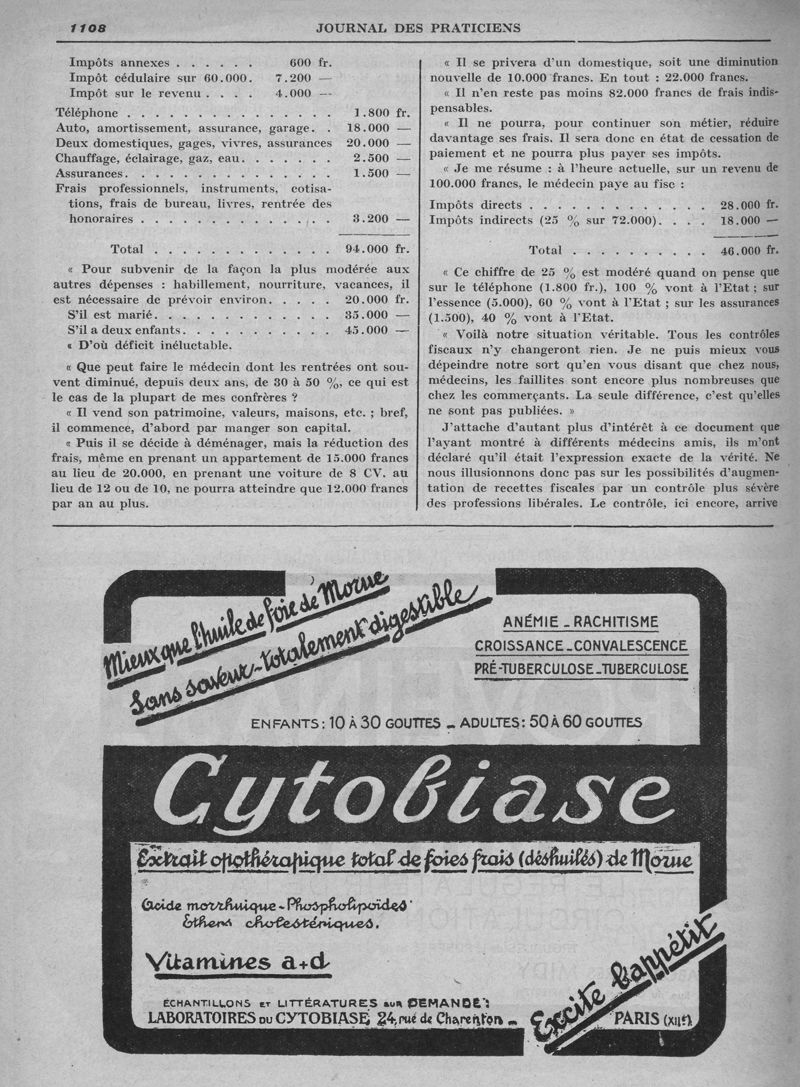 1108
JOURNAL DES PRATICIENS
Impôts annexes . . . . . . 600 fr.
Impôt cédulaire sur 60.000. 7.200 —
Impôt sur le revenu . . . . 4.000 —
Téléphone . . . . . . . . . . . . . . . 1.800 fr.
Auto, amortissement, assurance, garage. . 18.000 —
Deux domestiques, gages, vivres, assurances 20.000 —
Chauffage, éclairage, gaz, eau. . . . . . . 2.500 —
Assurances. . . . . . . . . . . . . . . 1.500 —
Frais professionnels, instruments, cotisa-
tions, frais de bureau, livres, rentrée des
honoraires . . . . . . . . . . . . . . 3.200 —
Total . . . . . . . . . . . . 94.000 fr.
« Pour subvenir de la façon la plus modérée aux
autres dépenses : habillement, nourriture, vacances, il
est nécessaire de prévoir environ. . . . . 20.000 fr.
S'il est marié. . . . . . . . . . . . . 35.000 —
S'il a deux enfants. . . . . . . . . . . 45.000 —
« D'où déficit inéluctable.
« Que peut faire le médecin dont les rentrées ont sou-
vent diminué, depuis deux ans, de 30 à 50 %, ce qui est
le cas de la plupart de mes confrères ?
« Il vend son patrimoine, valeurs, maisons, etc. ; bref,
il commence, d'abord par manger son capital.
« Puis il se décide à déménager, mais la réduction des
frais, même en prenant un appartement de 15.000 francs
au lieu de 20.000, en prenant une voiture de 8 CV. au
lieu de 12 ou de 10, ne pourra atteindre que 12.000 francs
par an au plus.
« Il se privera d'un domestique, soit une diminution
nouvelle de 10.000 francs. En tout : 22.000 francs.
« Il n'en reste pas moins 82.000 francs de frais indis-
pensables.
« Il ne pourra, pour continuer son métier, réduire
davantage ses frais. Il sera donc en état de cessation de
paiement et ne pourra plus payer ses impôts.
« Je me résume : à l'heure actuelle, sur un revenu de
100.000 francs, le médecin paye au fisc :
Impôts directs . . . . . . . . . . . . . 28.000 fr.
Impôts indirects (25 % sur 72.000). . . . 18.000 —
Total . . . . . . . . . . 46.000 fr.
« Ce chiffre de 25 % est modéré quand on pense que
sur le téléphone (1.800 fr.), 100 % vont à l'Etat ; sur
l'essence (5.000), 60 % vont à l'Etat ; sur les assurances
(1.500), 40 % vont à l'Etat.
« Voilà notre situation véritable. Tous les contrôles
fiscaux n'y changeront rien. Je ne puis mieux vous
dépeindre notre sort qu'en vous disant que chez nous,
médecins, les faillites sont encore plus nombreuses que
chez les commerçants. La seule différence, c'est qu'elles
ne sont pas publiées. »
J'attache d'autant plus d'intérêt à ce document que
l'ayant montré à différents médecins amis, ils m'ont
déclaré qu'il était l'expression exacte de la vérité. Ne
nous illusionnons donc pas sur les possibilités d'augmen-
tation de recettes fiscales par un contrôle plus sévère
des professions libérales. Le contrôle, ici encore, arrive
Mieux que l'huile de foie de Morue
Sans saveur - totalement digestible
ANÉMIE - RACHITISME
CROISSANCE - CONVALESCENCE
PRÉ-TUBERCULOSE - TUBERCULOSE
ENFANTS : 10 À 30 GOUTTES - ADULTES : 50 À 60 GOUTTES
Cytobiase
Extrait opothérapique total de foies frais (déshuilés) de Morue
Acide morrhuique - Phospholipoïdes
Ethers cholestériques.
Vitamines a+d
ÉCHANTILLONS ET LITTÉRATURES SUR DEMANDE :
LABORATOIRES DU CYTOBIASE, 24, rue de Charenton - PARIS (XIIe).
Excite l'appétit